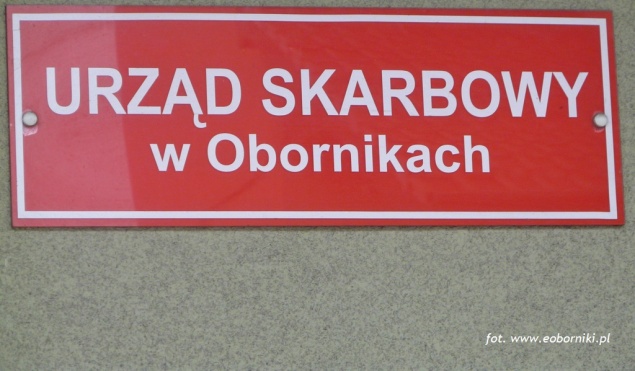 URZĄD SKARBOWY
w Obornikach
fot. www.eoborniki.pl